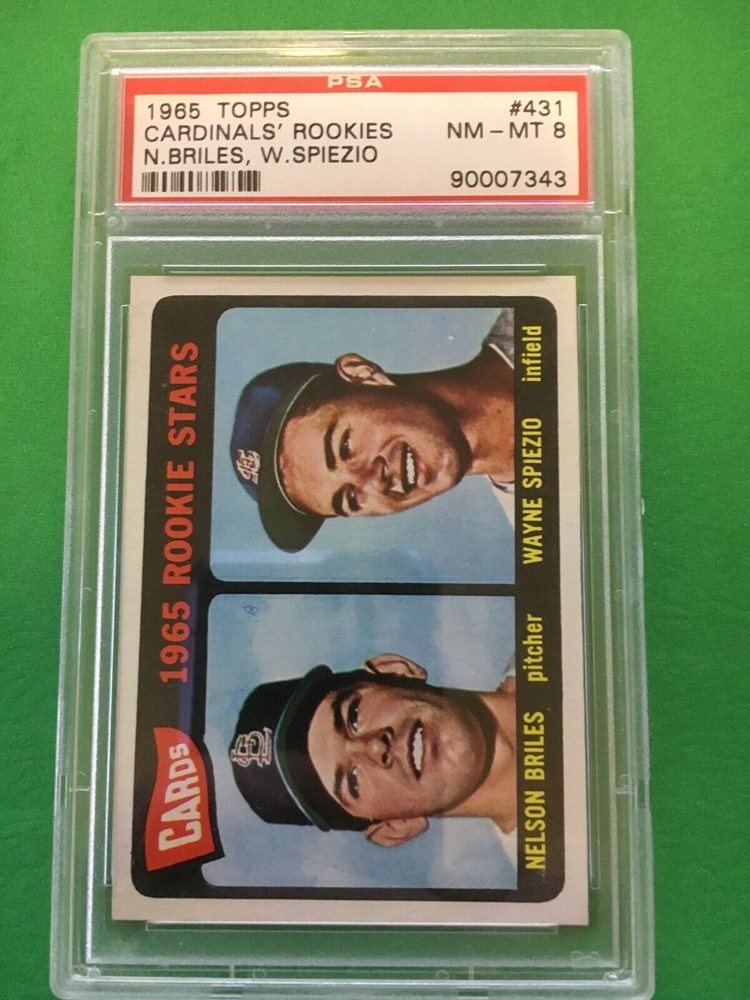 PSA
1965 TOPPS #431
CARDINALS' ROOKIES NM-MT 8
N.BRILES, W.SPIEZIO
90007343
1965 ROOKIE STARS
CARDS
NELSON BRILES pitcher WAYNE SPIEZIO infield